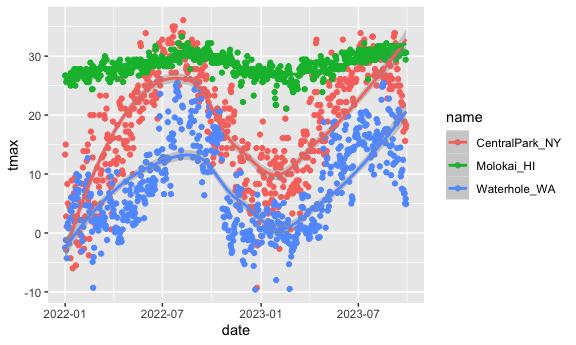 30
20
10
0
-10
tmax
2022-01 2022-07 2023-01 2023-07
date
name
CentralPark_NY
Molokai_HI
Waterhole_WA